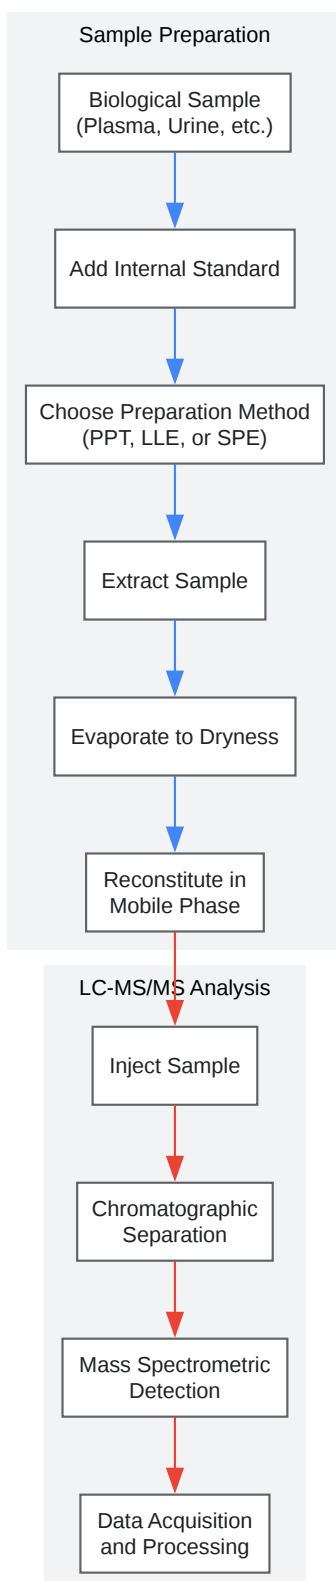 Sample Preparation
Biological Sample
(Plasma, Urine, etc.)
Add Internal Standard
Choose Preparation Method
(PPT, LLE, or SPE)
Extract Sample
Evaporate to Dryness
Reconstitute in
Mobile Phase
LC-MS/MS Analysis
Inject Sample
Chromatographic
Separation
Mass Spectrometric
Detection
Data Acquisition
and Processing